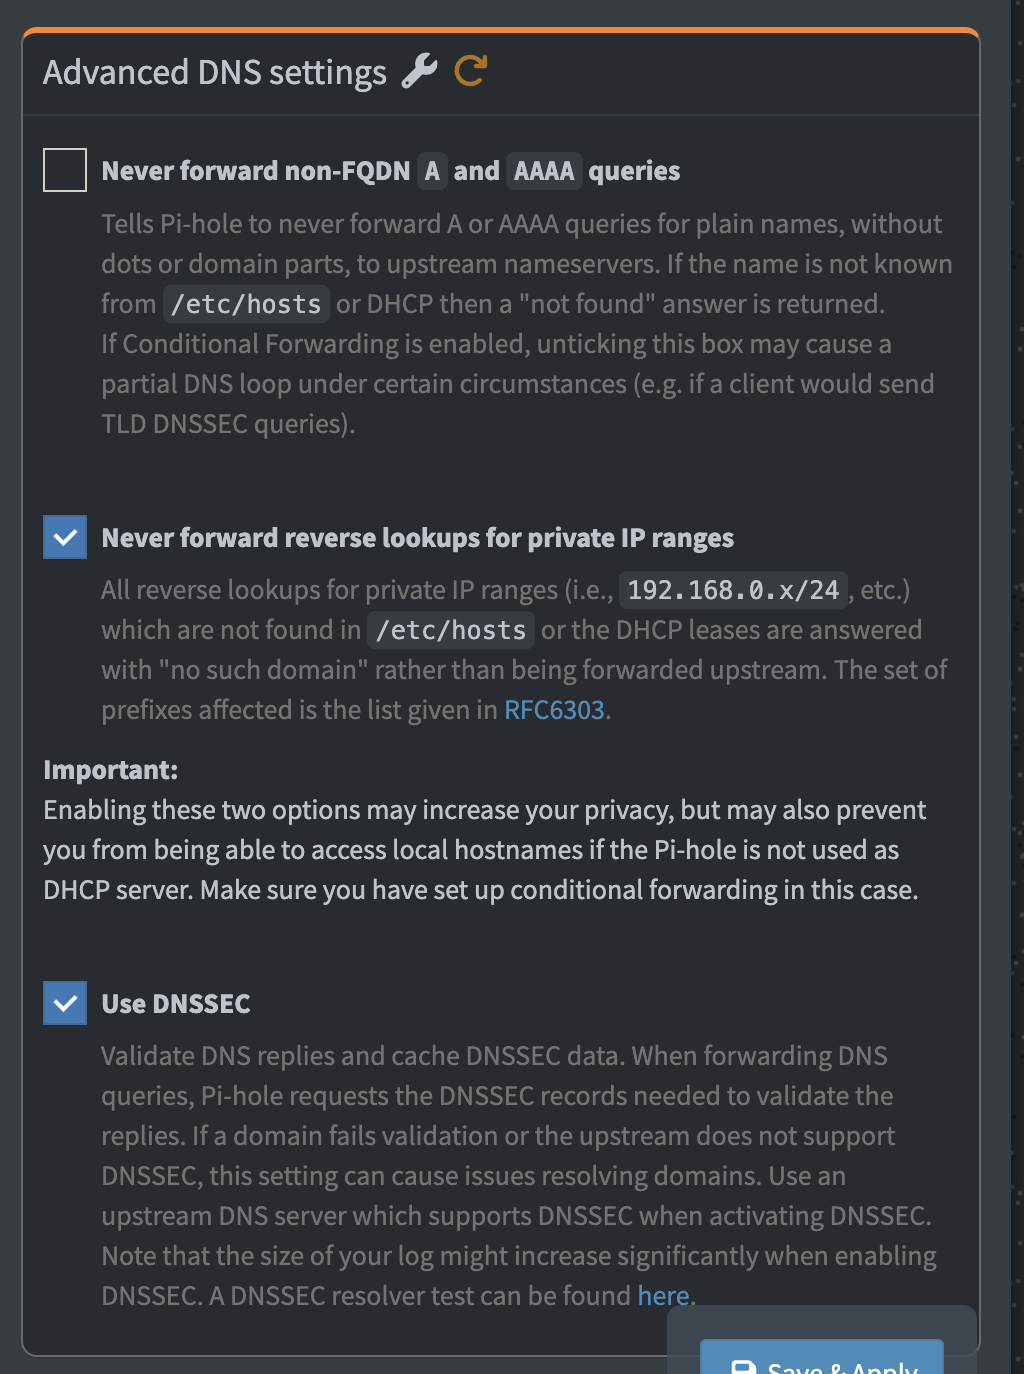 Advanced DNS settings
Never forward non-FQDN A and AAAA queries
Tells Pi-hole to never forward A or AAAA queries for plain names, without
dots or domain parts, to upstream nameservers. If the name is not known
from /etc/hosts or DHCP then a "not found" answer is returned.
If Conditional Forwarding is enabled, unticking this box may cause a
partial DNS loop under certain circumstances (e.g. if a client would send
TLD DNSSEC queries).
Never forward reverse lookups for private IP ranges
All reverse lookups for private IP ranges (i.e., 192.168.0.x/24, etc.)
which are not found in /etc/hosts or the DHCP leases are answered
with "no such domain" rather than being forwarded upstream. The set of
prefixes affected is the list given in RFC6303.
Important:
Enabling these two options may increase your privacy, but may also prevent
you from being able to access local hostnames if the Pi-hole is not used as
DHCP server. Make sure you have set up conditional forwarding in this case.
Use DNSSEC
Validate DNS replies and cache DNSSEC data. When forwarding DNS
queries, Pi-hole requests the DNSSEC records needed to validate the
replies. If a domain fails validation or the upstream does not support
DNSSEC, this setting can cause issues resolving domains. Use an
upstream DNS server which supports DNSSEC when activating DNSSEC.
Note that the size of your log might increase significantly when enabling
DNSSEC. A DNSSEC resolver test can be found here.
Save & Apply